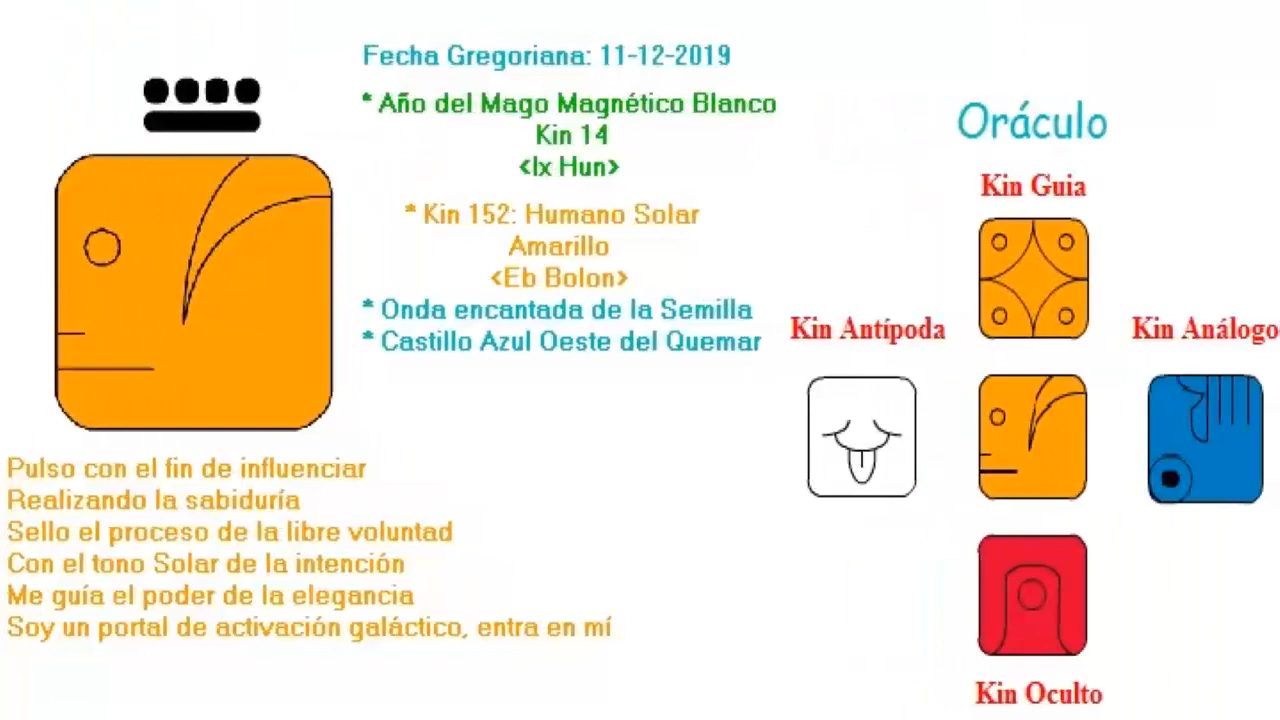 Fecha Gregoriana: 11-12-2019
* Año del Mago Magnético Blanco
Kin 14
<Ix Hun>
* Kin 152: Humano Solar
Amarillo
<Eb Bolon>
* Onda encantada de la Semilla
* Castillo Azul Oeste del Quemar
Pulso con el fin de influenciar
Realizando la sabiduría
Sello el proceso de la libre voluntad
Con el tono Solar de la intención
Me guía el poder de la elegancia
Soy un portal de activación galáctico, entra en mí
Oráculo
Kin Guia
Kin Antípoda
Kin Análogo
Kin Oculto